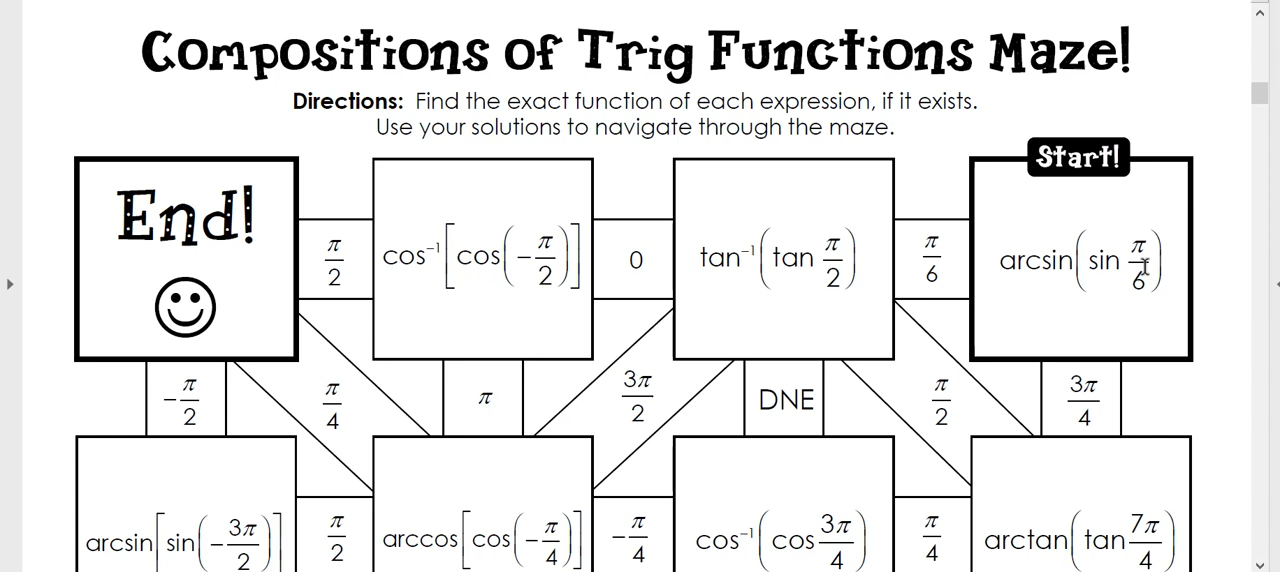 Compositions of Trig Functions Maze!
Directions: Find the exact function of each expression, if it exists.
Use your solutions to navigate through the maze.
Start!
End!
π/2
cos⁻¹[cos(−π/2)]
0
tan⁻¹(tan π/2)
π/6
arcsin(sin π/6)
−π/2
π/4
π
3π/2
DNE
π/2
3π/4
arcsin[sin(−3π/2)]
π/2
arccos[cos(−π/4)]
−π/4
cos⁻¹(cos 3π/4)
π/4
arctan(tan 7π/4)